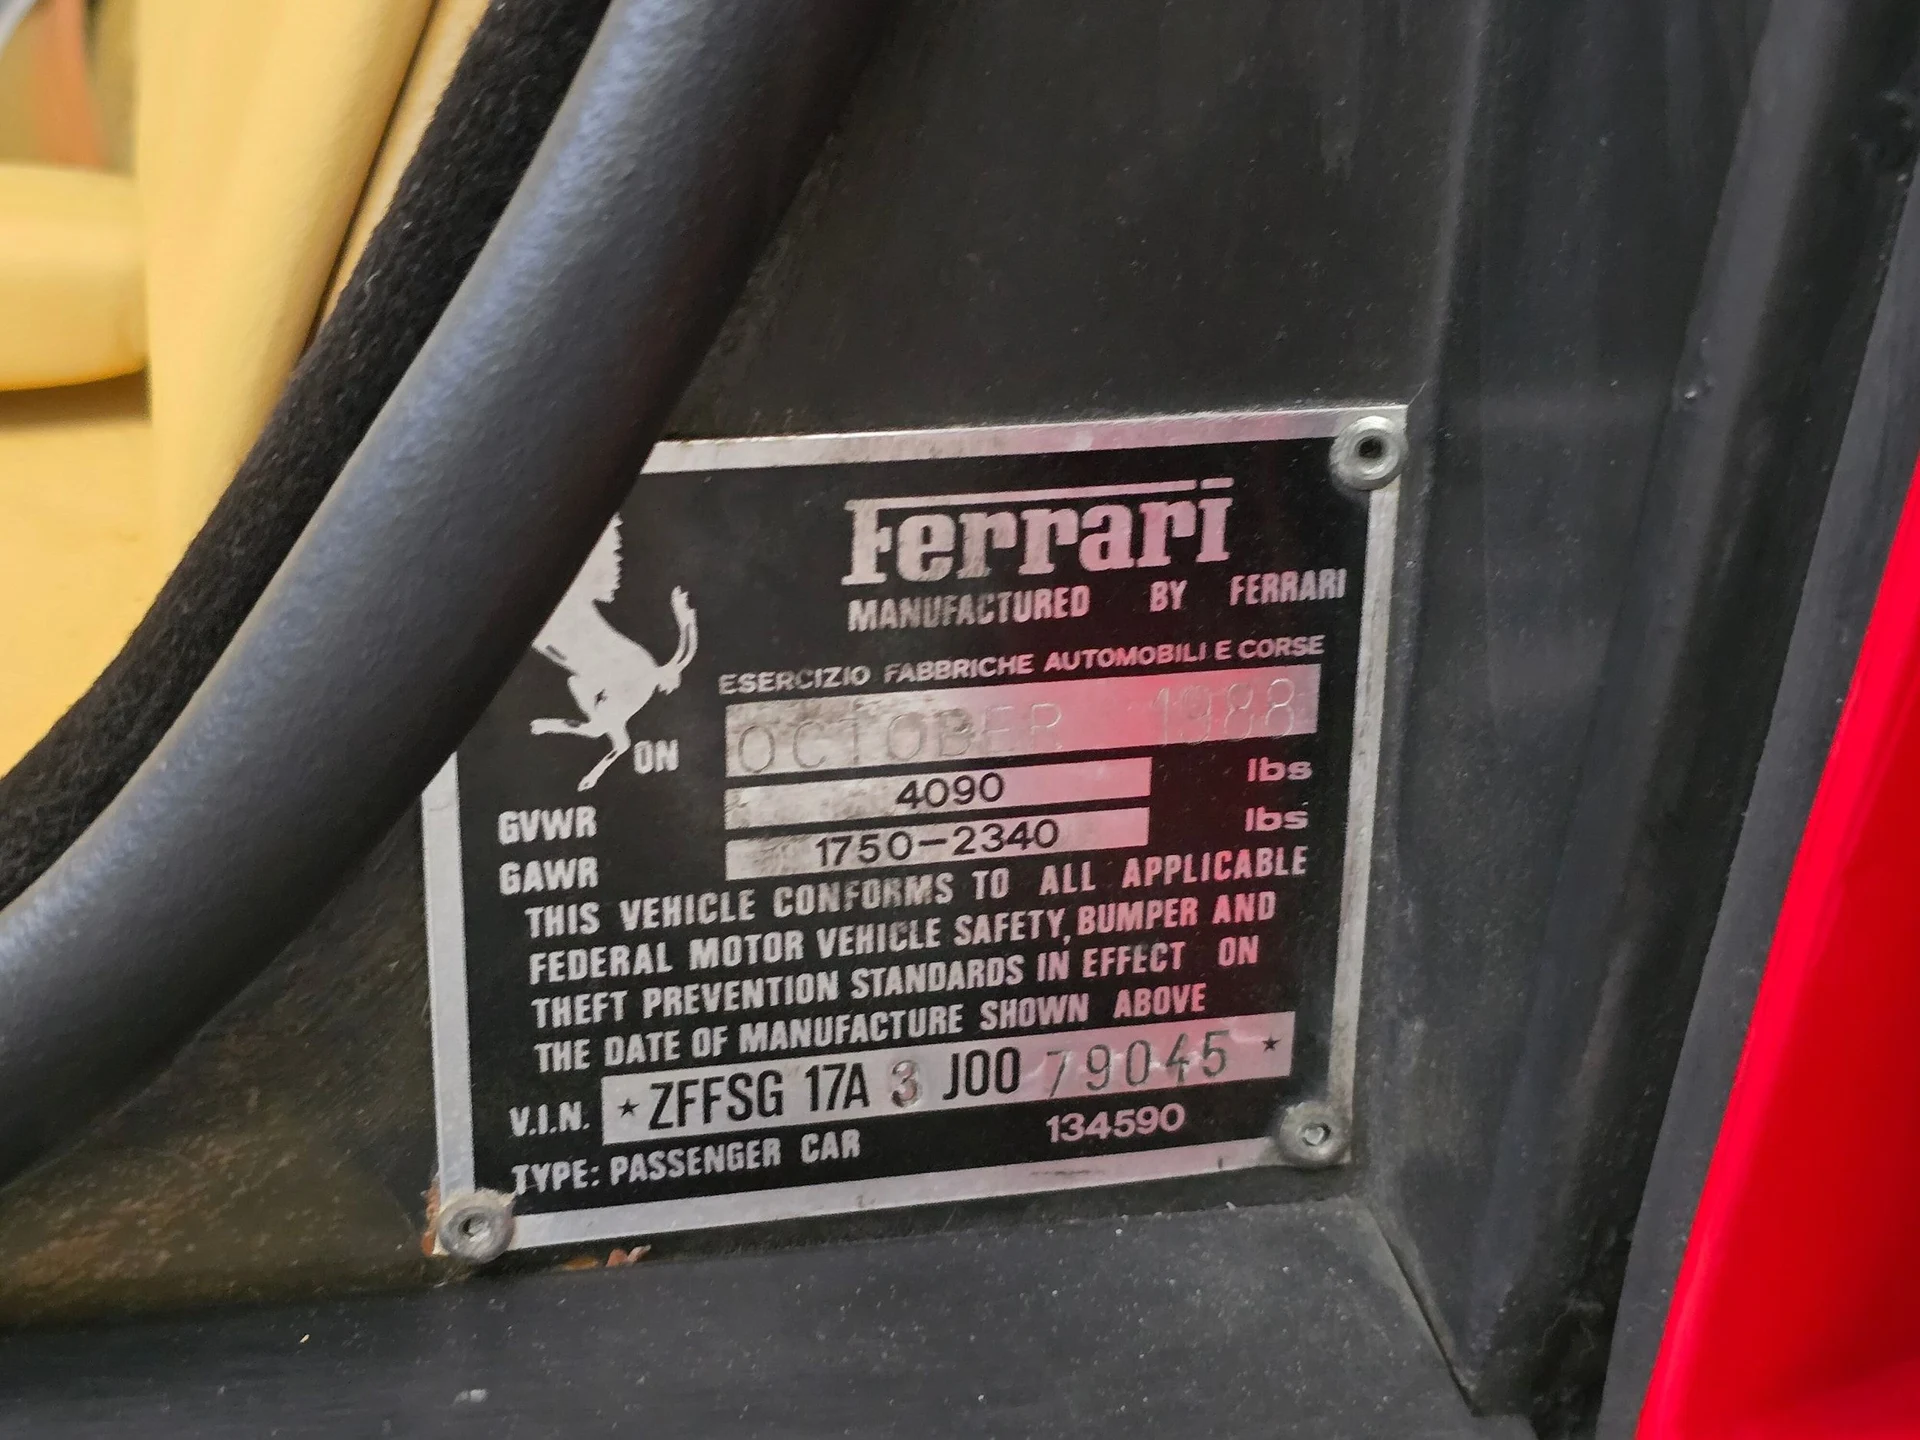 Ferrari
MANUFACTURED BY FERRARI
ESERCIZIO FABBRICHE AUTOMOBILI E CORSE
ON OCTOBER 1988
GVWR 4090 lbs
GAWR 1750-2340 lbs
THIS VEHICLE CONFORMS TO ALL APPLICABLE
FEDERAL MOTOR VEHICLE SAFETY, BUMPER AND
THEFT PREVENTION STANDARDS IN EFFECT ON
THE DATE OF MANUFACTURE SHOWN ABOVE
V.I.N. ★ ZFFSG 17A 3 J00 79045 ★
TYPE: PASSENGER CAR 134590